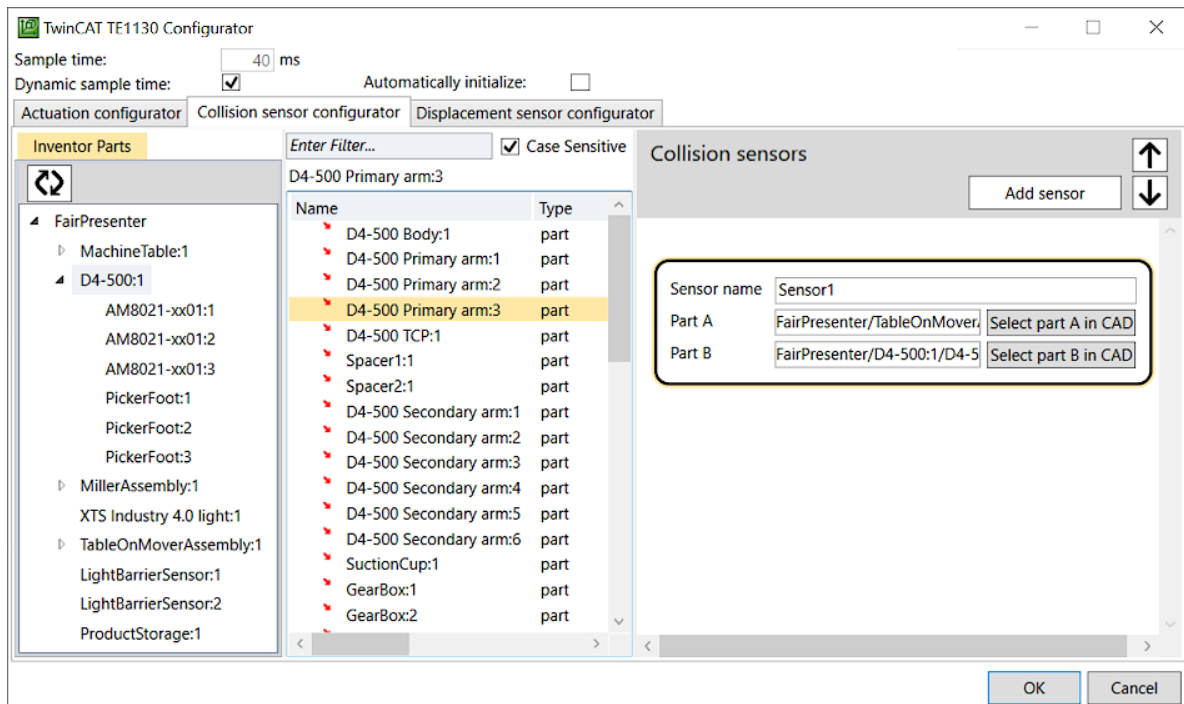 TwinCAT TE1130 Configurator
Sample time: 40 ms
Dynamic sample time: Automatically initialize:
Actuation configurator Collision sensor configurator Displacement sensor configurator
Inventor Parts
FairPresenter
MachineTable:1
D4-500:1
AM8021-xx01:1
AM8021-xx01:2
AM8021-xx01:3
PickerFoot:1
PickerFoot:2
PickerFoot:3
MillerAssembly:1
XTS Industry 4.0 light:1
TableOnMoverAssembly:1
LightBarrierSensor:1
LightBarrierSensor:2
ProductStorage:1
Enter Filter... Case Sensitive
D4-500 Primary arm:3
Name Type
D4-500 Body:1 part
D4-500 Primary arm:1 part
D4-500 Primary arm:2 part
D4-500 Primary arm:3 part
D4-500 TCP:1 part
Spacer1:1 part
Spacer2:1 part
D4-500 Secondary arm:1 part
D4-500 Secondary arm:2 part
D4-500 Secondary arm:3 part
D4-500 Secondary arm:4 part
D4-500 Secondary arm:5 part
D4-500 Secondary arm:6 part
SuctionCup:1 part
GearBox:1 part
GearBox:2 part
Collision sensors
Add sensor
Sensor name Sensor1
Part A FairPresenter/TableOnMover Select part A in CAD
Part B FairPresenter/D4-500:1/D4-5 Select part B in CAD
OK Cancel